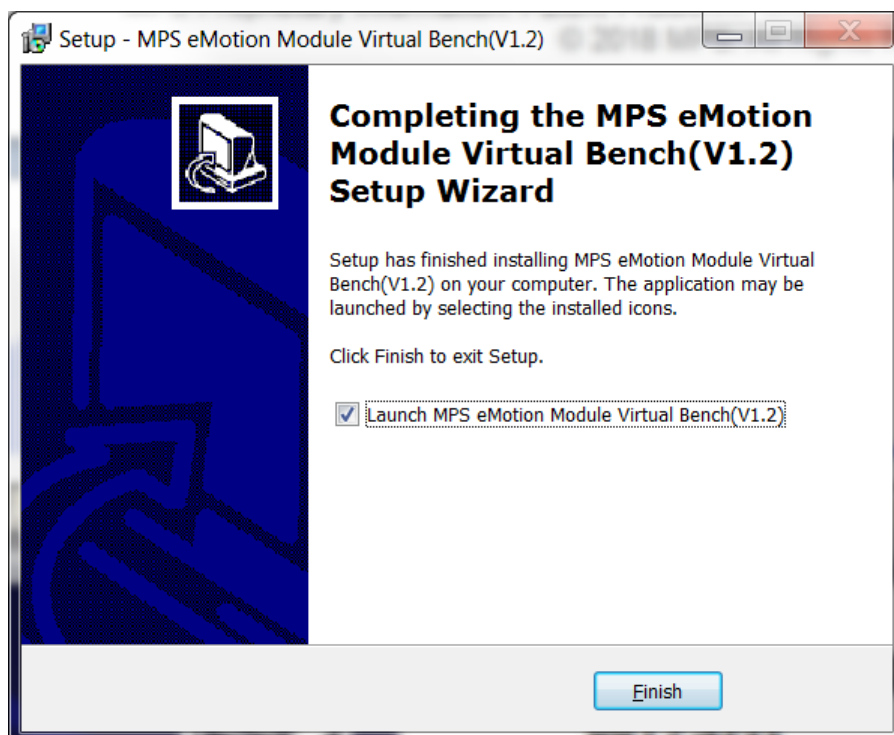 Setup - MPS eMotion Module Virtual Bench(V1.2)
© 2018
Completing the MPS eMotion
Module Virtual Bench(V1.2)
Setup Wizard
Setup has finished installing MPS eMotion Module Virtual
Bench(V1.2) on your computer. The application may be
launched by selecting the installed icons.
Click Finish to exit Setup.
Launch MPS eMotion Module Virtual Bench(V1.2)
Finish